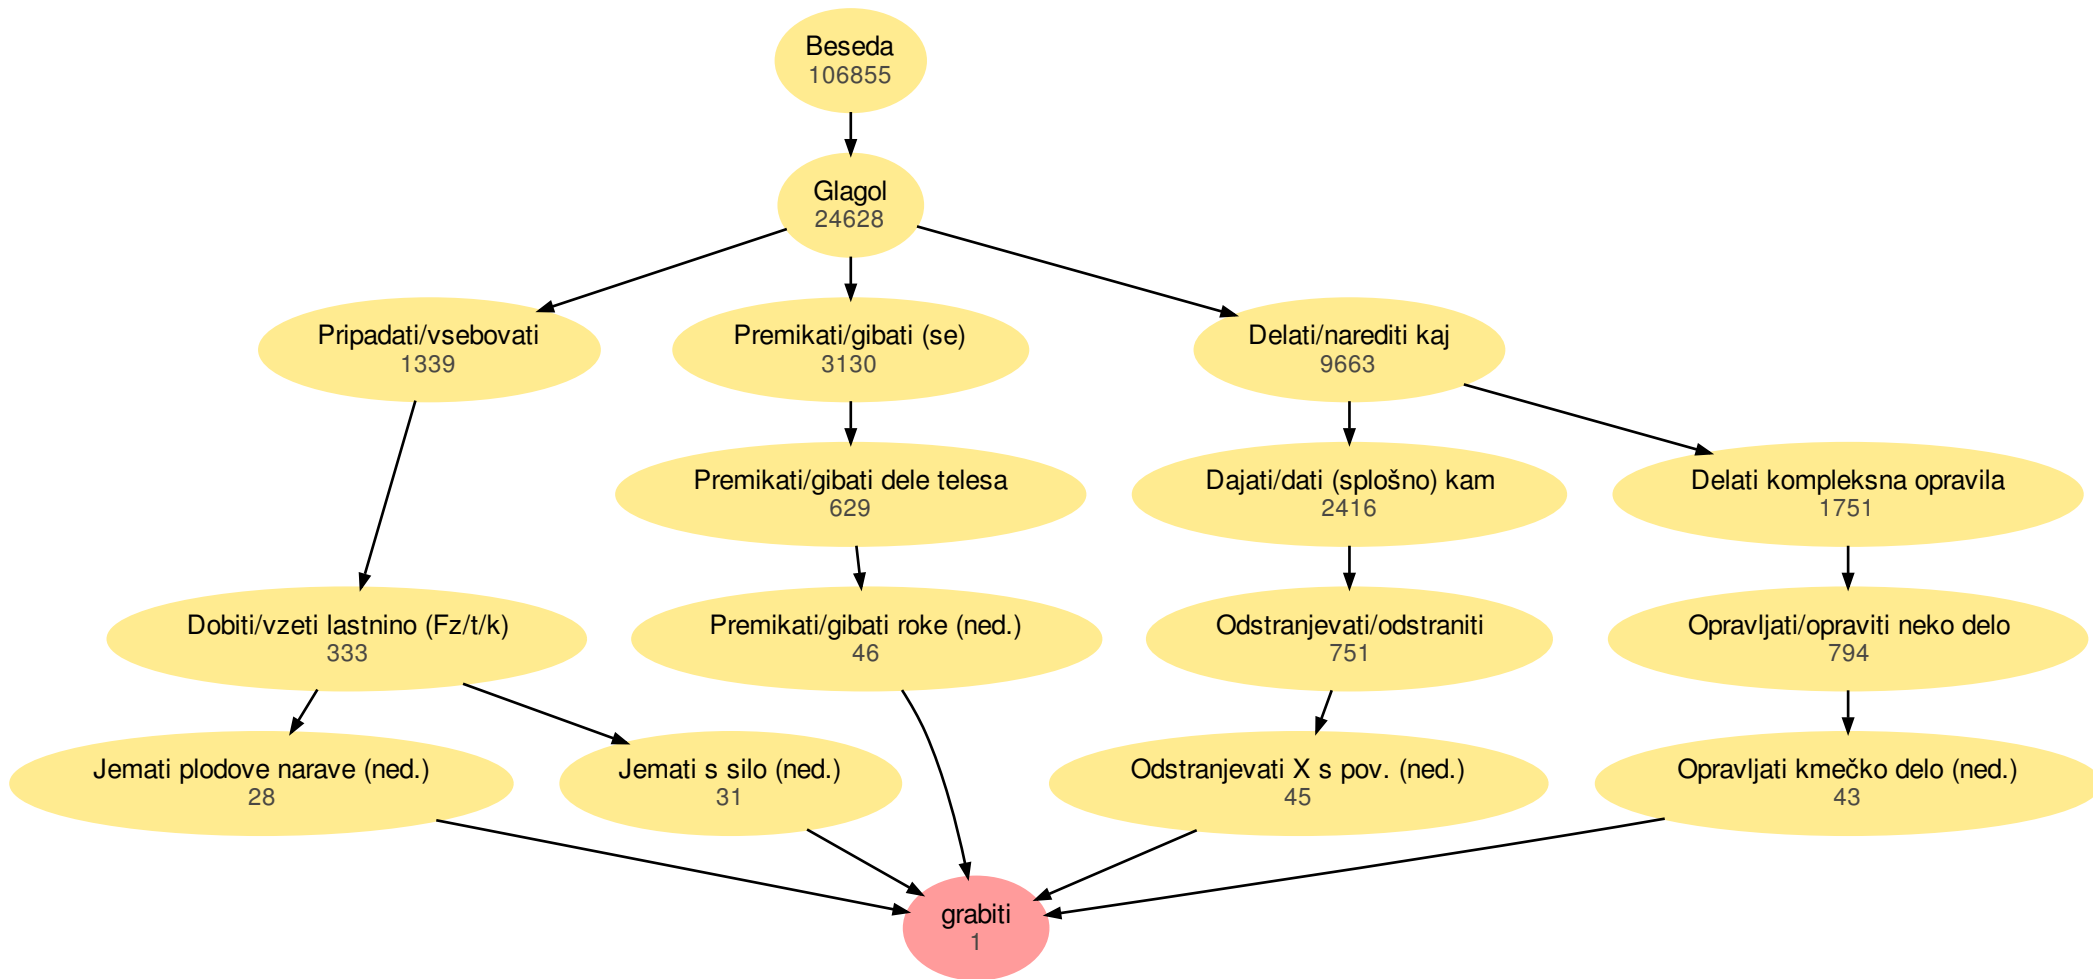 Beseda
106855
Glagol
24628
Pripadati/vsebovati
1339
Premikati/gibati (se)
3130
Delati/narediti kaj
9663
Premikati/gibati dele telesa
629
Dajati/dati (splošno) kam
2416
Delati kompleksna opravila
1751
Dobiti/vzeti lastnino (Fz/t/k)
333
Premikati/gibati roke (ned.)
46
Odstranjevati/odstraniti
751
Opravljati/opraviti neko delo
794
Jemati plodove narave (ned.)
28
Jemati s silo (ned.)
31
Odstranjevati X s pov. (ned.)
45
Opravljati kmečko delo (ned.)
43
grabiti
1